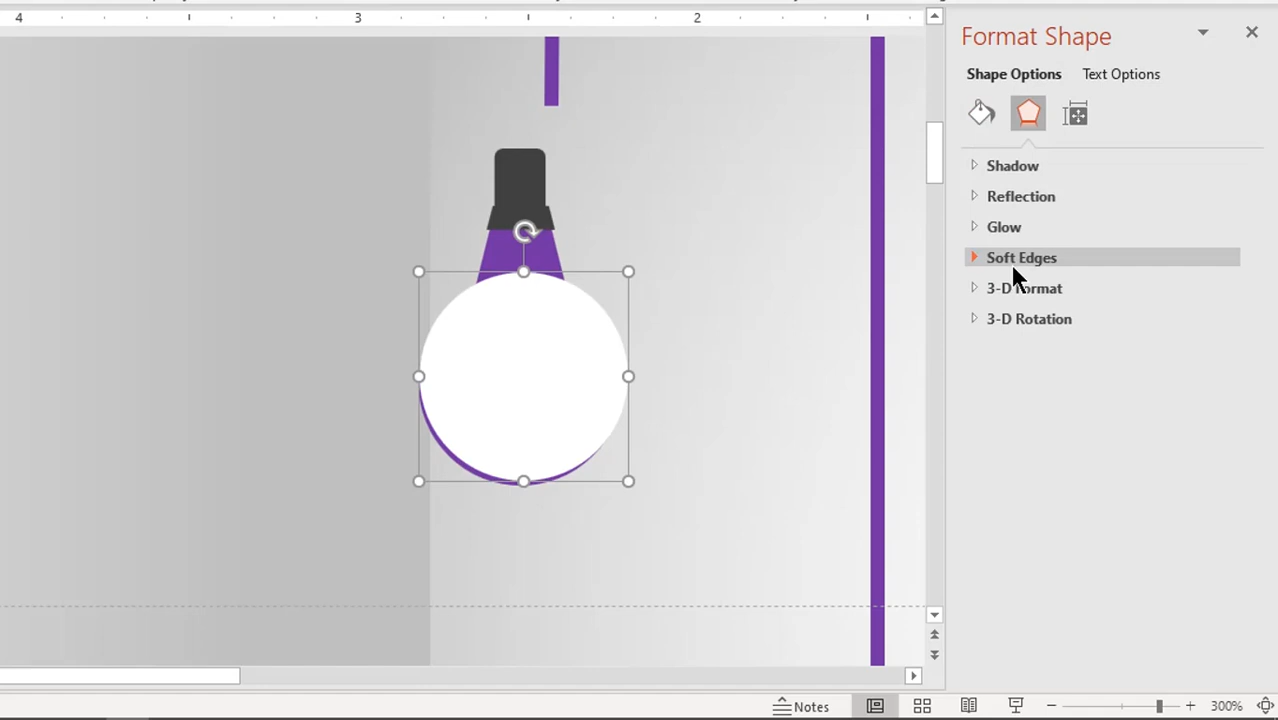 4 3 2
Format Shape
Shape Options Text Options
Shadow
Reflection
Glow
Soft Edges
3-D Format
3-D Rotation
Notes
300%